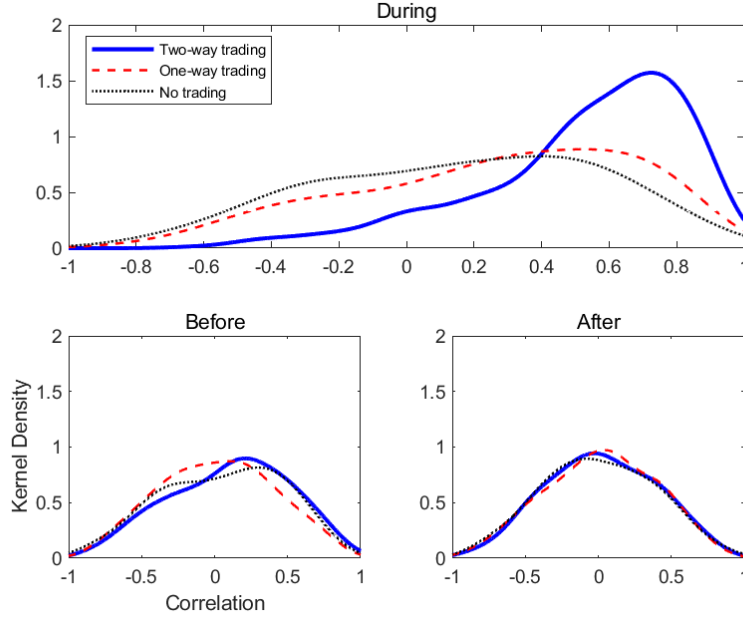 During
2
1.5
1
0.5
0
Two-way trading
One-way trading
No trading
-1 -0.8 -0.6 -0.4 -0.2 0 0.2 0.4 0.6 0.8 1
Before
2
1.5
1
0.5
0
-1 -0.5 0 0.5 1
Kernel Density
Correlation
After
2
1.5
1
0.5
0
-1 -0.5 0 0.5 1